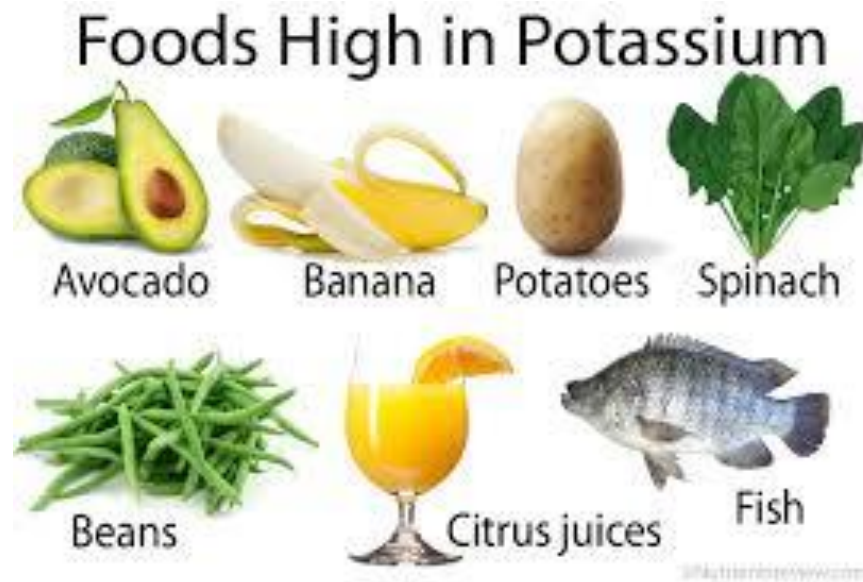 Foods High in Potassium
Avocado Banana Potatoes Spinach
Beans Citrus juices Fish